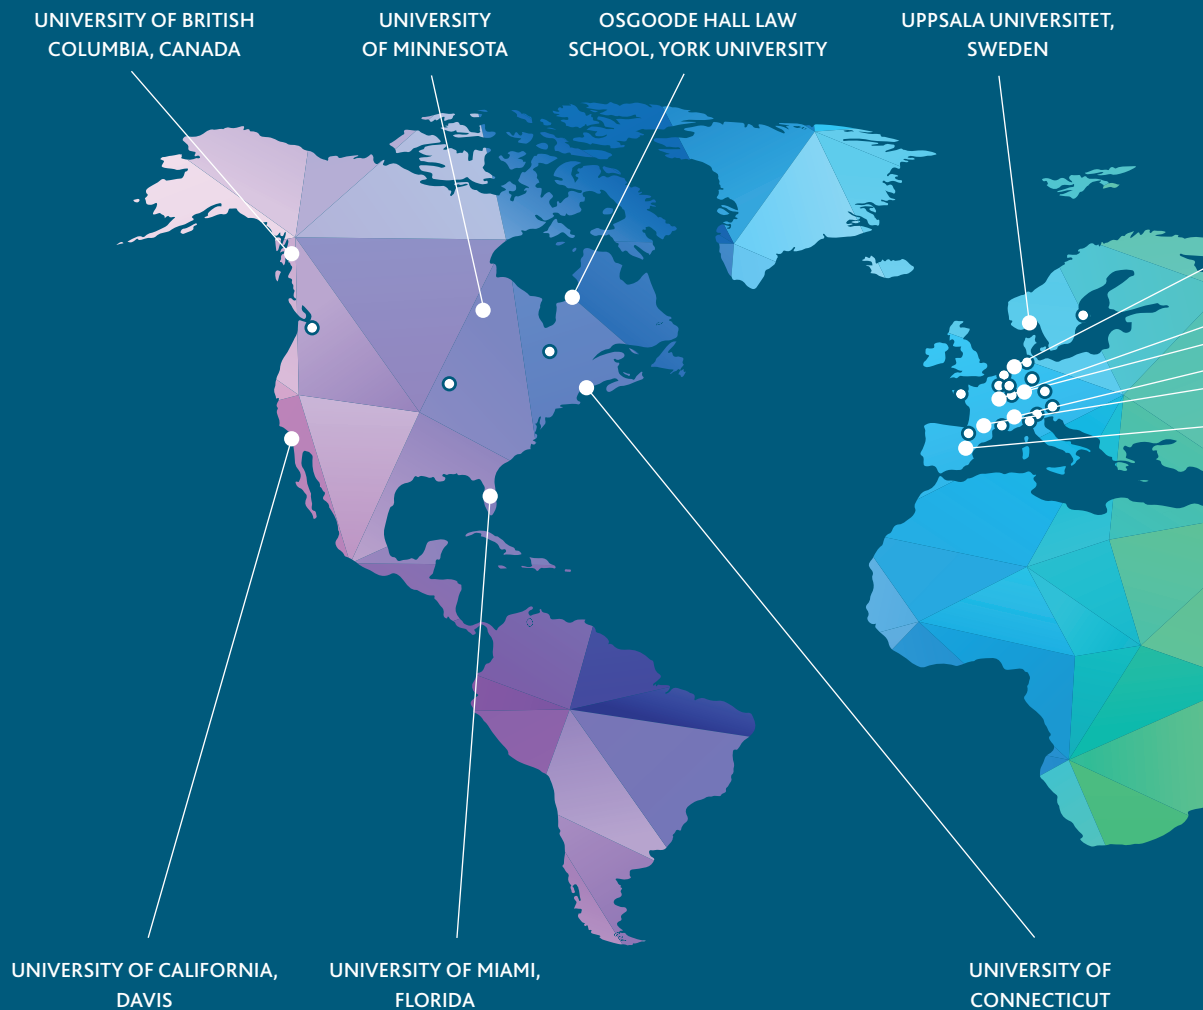 UNIVERSITY OF BRITISH
COLUMBIA, CANADA
UNIVERSITY
OF MINNESOTA
OSGOODE HALL LAW
SCHOOL, YORK UNIVERSITY
UPPSALA UNIVERSITET,
SWEDEN
UNIVERSITY OF CALIFORNIA,
DAVIS
UNIVERSITY OF MIAMI,
FLORIDA
UNIVERSITY OF
CONNECTICUT